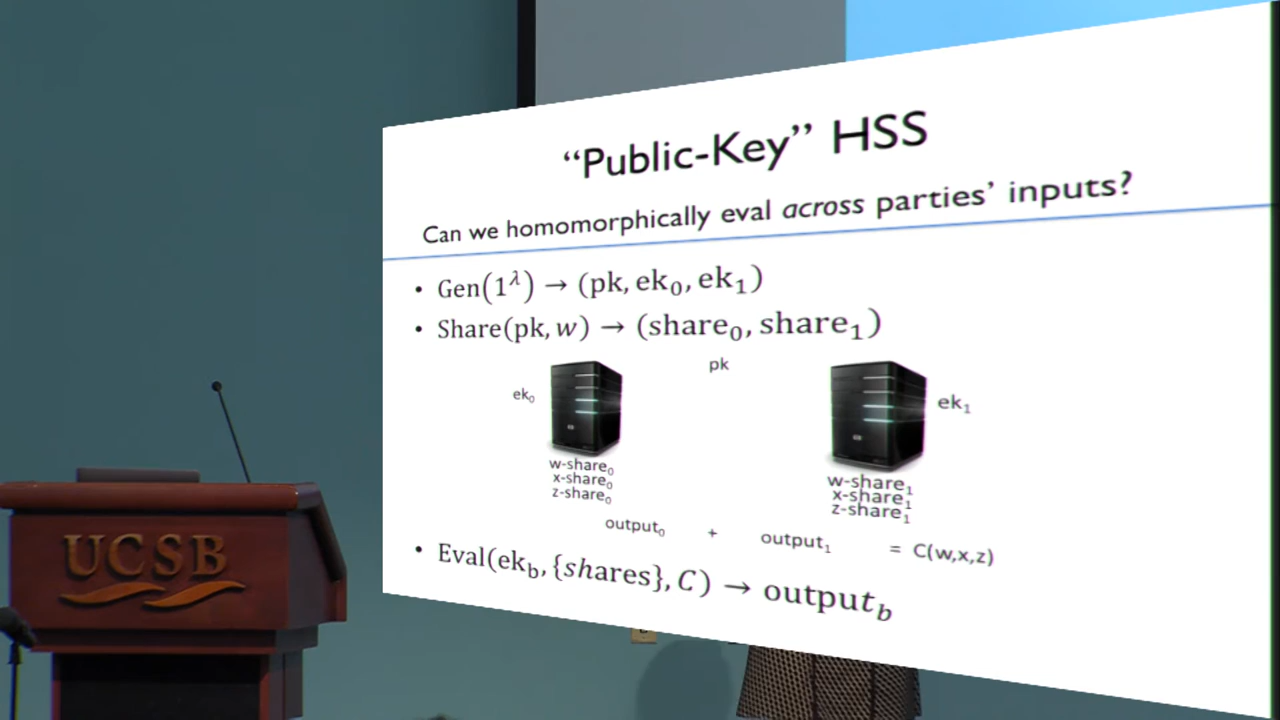 “Public-Key” HSS
Can we homomorphically eval across parties’ inputs?
• Gen(1^λ) → (pk, ek₀, ek₁)
• Share(pk, w) → (share₀, share₁)
pk
ek₀
ek₁
w-share₀
x-share₀
z-share₀
w-share₁
x-share₁
z-share₁
output₀ + output₁ = C(w,x,z)
• Eval(ek_b, {shares}, C) → output_b
UCSB